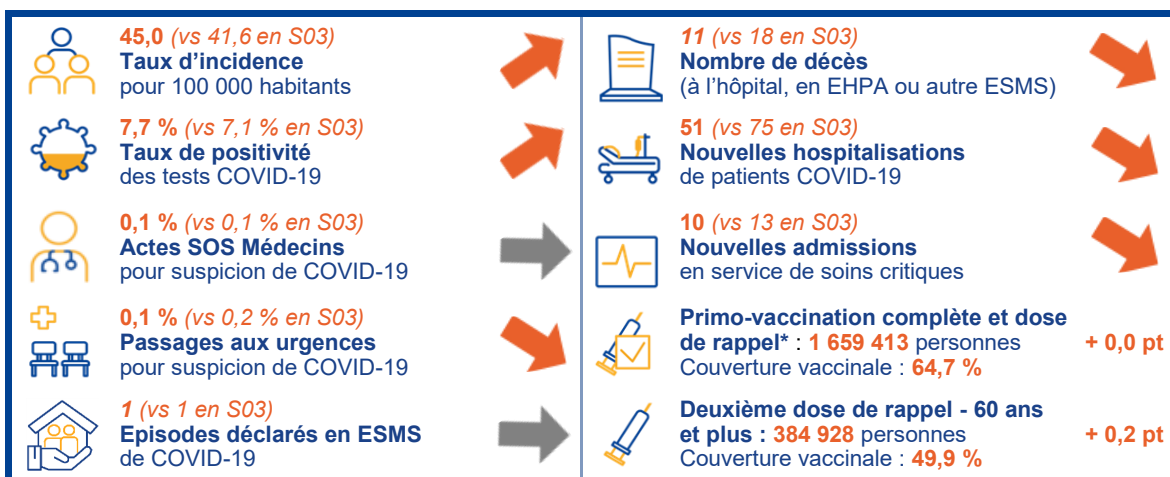 45,0 (vs 41,6 en S03)
Taux d’incidence
pour 100 000 habitants
7,7 % (vs 7,1 % en S03)
Taux de positivité
des tests COVID-19
0,1 % (vs 0,1 % en S03)
Actes SOS Médecins
pour suspicion de COVID-19
0,1 % (vs 0,2 % en S03)
Passages aux urgences
pour suspicion de COVID-19
1 (vs 1 en S03)
Episodes déclarés en ESMS
de COVID-19
11 (vs 18 en S03)
Nombre de décès
(à l’hôpital, en EHPA ou autre ESMS)
51 (vs 75 en S03)
Nouvelles hospitalisations
de patients COVID-19
10 (vs 13 en S03)
Nouvelles admissions
en service de soins critiques
Primo-vaccination complète et dose
de rappel* : 1 659 413 personnes + 0,0 pt
Couverture vaccinale : 64,7 %
Deuxième dose de rappel - 60 ans
et plus : 384 928 personnes + 0,2 pt
Couverture vaccinale : 49,9 %